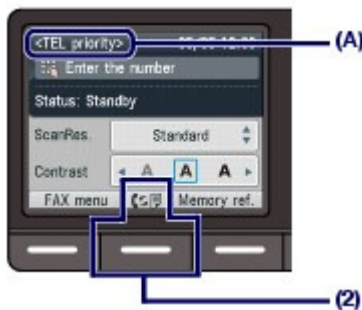 <TEL priority>
(A)
Enter the number
Status: Standby
ScanRes. Standard
Contrast A A A
FAX menu Memory ref.
(2)